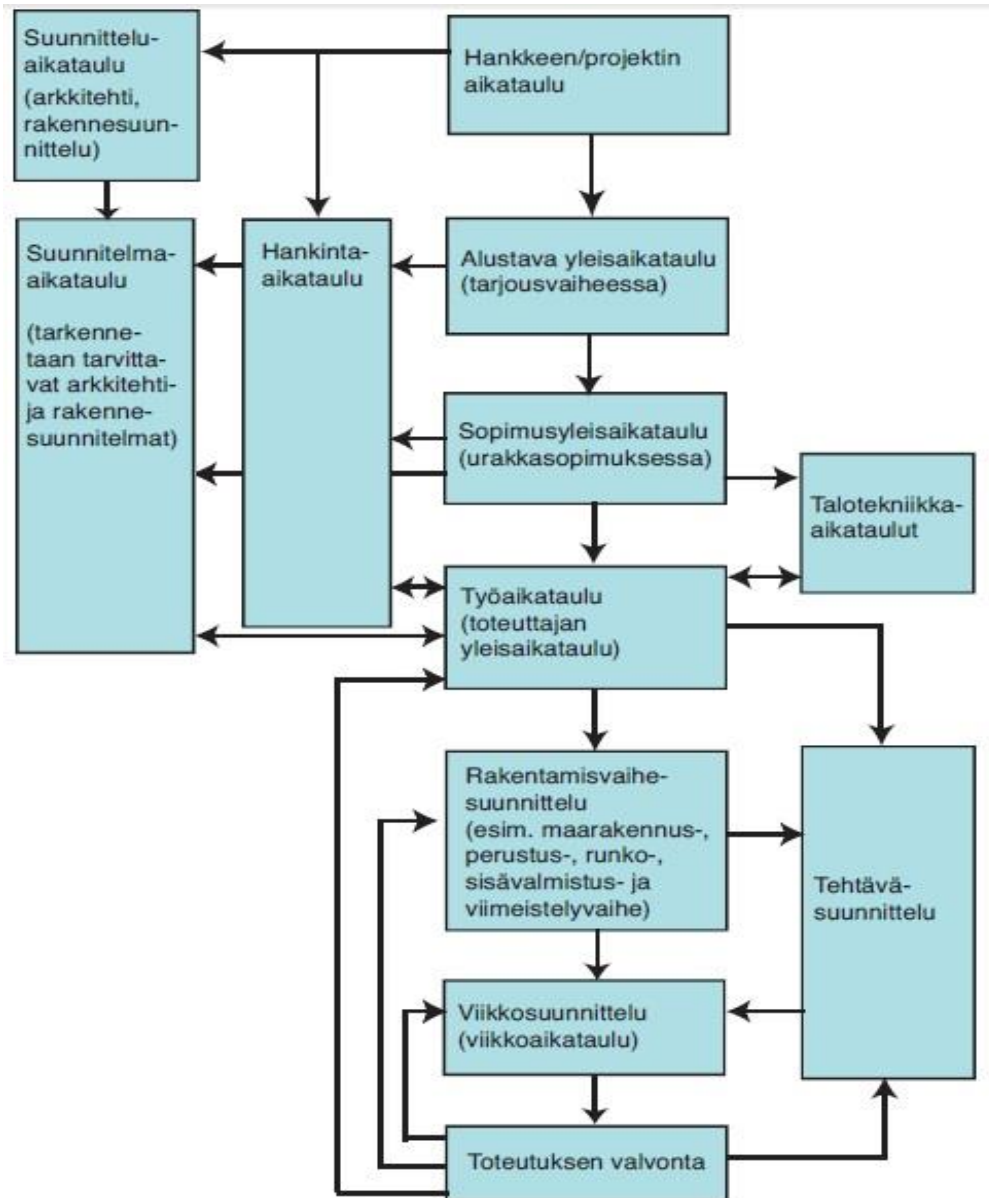 Suunnittelu-
aikataulu
(arkkitehti,
rakennesuun-
nittelu)
Hankkeen/projektin
aikataulu
Suunnitelma-
aikataulu
(tarkenne-
taan tarvitta-
vat arkkitehti-
ja rakenne-
suunnitelmat)
Hankinta-
aikataulu
Alustava yleisaikataulu
(tarjousvaiheessa)
Sopimusyleisaikataulu
(urakkasopimuksessa)
Talotekniikka-
aikataulut
Työaikataulu
(toteuttajan
yleisaikataulu)
Rakentamisvaihe-
suunnittelu
(esim. maarakennus-,
perustus-, runko-,
sisävalmistus- ja
viimeistelyvaihe)
Tehtävä-
suunnittelu
Viikkosuunnittelu
(viikkoaikataulu)
Toteutuksen valvonta